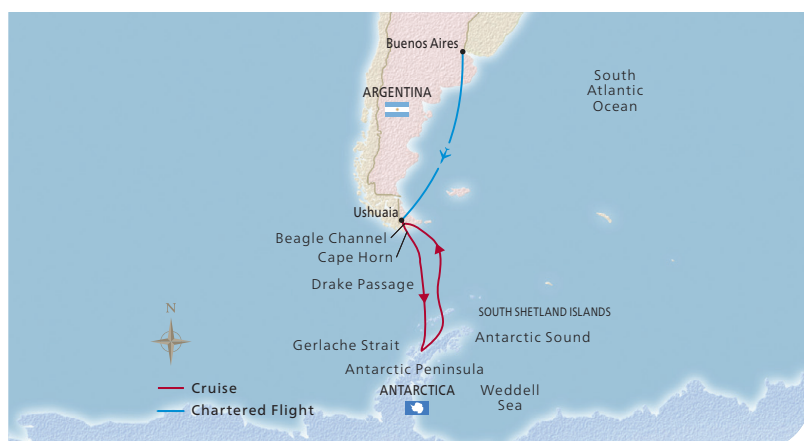 Buenos Aires
South
Atlantic
Ocean
ARGENTINA
Ushuaia
Beagle Channel
Cape Horn
Drake Passage
SOUTH SHETLAND ISLANDS
N
Antarctic Sound
Gerlache Strait
Antarctic Peninsula
Cruise
ANTARCTICA
Weddell
Sea
Chartered Flight